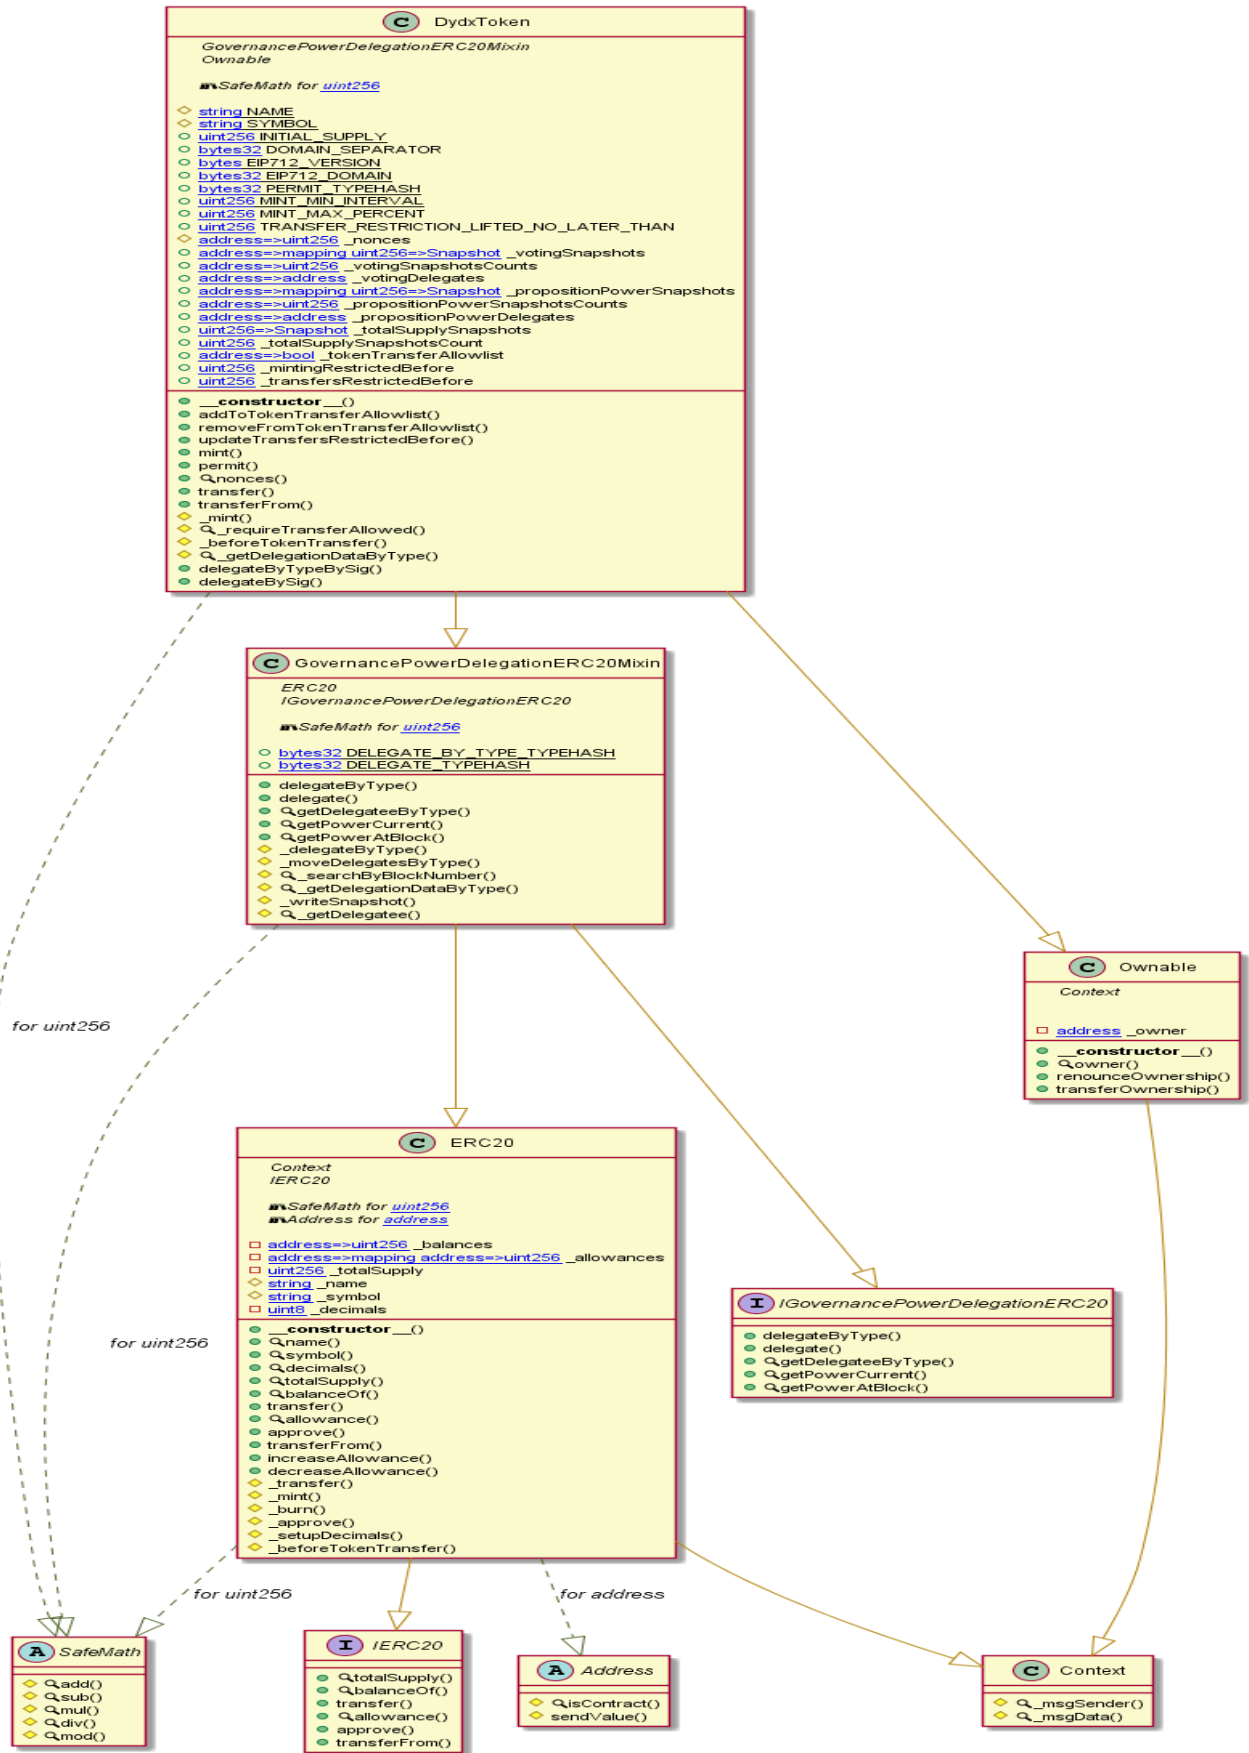 C DydxToken
GovernancePowerDelegationERC20Mixin
Ownable
SafeMath for uint256
string NAME
string SYMBOL
uint256 INITIAL_SUPPLY
bytes32 DOMAIN_SEPARATOR
bytes EIP712_VERSION
bytes32 EIP712_DOMAIN
bytes32 PERMIT_TYPEHASH
uint256 MINT_MIN_INTERVAL
uint256 MINT_MAX_PERCENT
uint256 TRANSFER_RESTRICTION_LIFTED_NO_LATER_THAN
address=>uint256 _nonces
address=>mapping uint256=>Snapshot _votingSnapshots
address=>uint256 _votingSnapshotsCounts
address=>address _votingDelegates
address=>mapping uint256=>Snapshot _propositionPowerSnapshots
address=>uint256 _propositionPowerSnapshotsCounts
address=>address _propositionPowerDelegates
uint256=>Snapshot _totalSupplySnapshots
uint256 _totalSupplySnapshotsCount
address=>bool _tokenTransferAllowlist
uint256 _mintingRestrictedBefore
uint256 _transfersRestrictedBefore
__constructor__()
addToTokenTransferAllowlist()
removeFromTokenTransferAllowlist()
updateTransfersRestrictedBefore()
mint()
permit()
nonces()
transfer()
transferFrom()
_mint()
_requireTransferAllowed()
_beforeTokenTransfer()
_getDelegationDataByType()
delegateByTypeBySig()
delegateBySig()
C GovernancePowerDelegationERC20Mixin
ERC20
IGovernancePowerDelegationERC20
SafeMath for uint256
bytes32 DELEGATE_BY_TYPE_TYPEHASH
bytes32 DELEGATE_TYPEHASH
delegateByType()
delegate()
getDelegateeByType()
getPowerCurrent()
getPowerAtBlock()
_delegateByType()
_moveDelegatesByType()
_searchByBlockNumber()
_getDelegationDataByType()
_writeSnapshot()
_getDelegatee()
C Ownable
Context
address _owner
__constructor__()
owner()
renounceOwnership()
transferOwnership()
for uint256
C ERC20
Context
IERC20
SafeMath for uint256
Address for address
address=>uint256 _balances
address=>mapping address=>uint256 _allowances
uint256 _totalSupply
string _name
string _symbol
uint8 _decimals
__constructor__()
name()
symbol()
decimals()
totalSupply()
balanceOf()
transfer()
allowance()
approve()
transferFrom()
increaseAllowance()
decreaseAllowance()
_transfer()
_mint()
_burn()
_approve()
_setupDecimals()
_beforeTokenTransfer()
for uint256
I IGovernancePowerDelegationERC20
delegateByType()
delegate()
getDelegateeByType()
getPowerCurrent()
getPowerAtBlock()
for uint256
for address
A SafeMath
add()
sub()
mul()
div()
mod()
I IERC20
totalSupply()
balanceOf()
transfer()
allowance()
approve()
transferFrom()
A Address
isContract()
sendValue()
C Context
_msgSender()
_msgData()